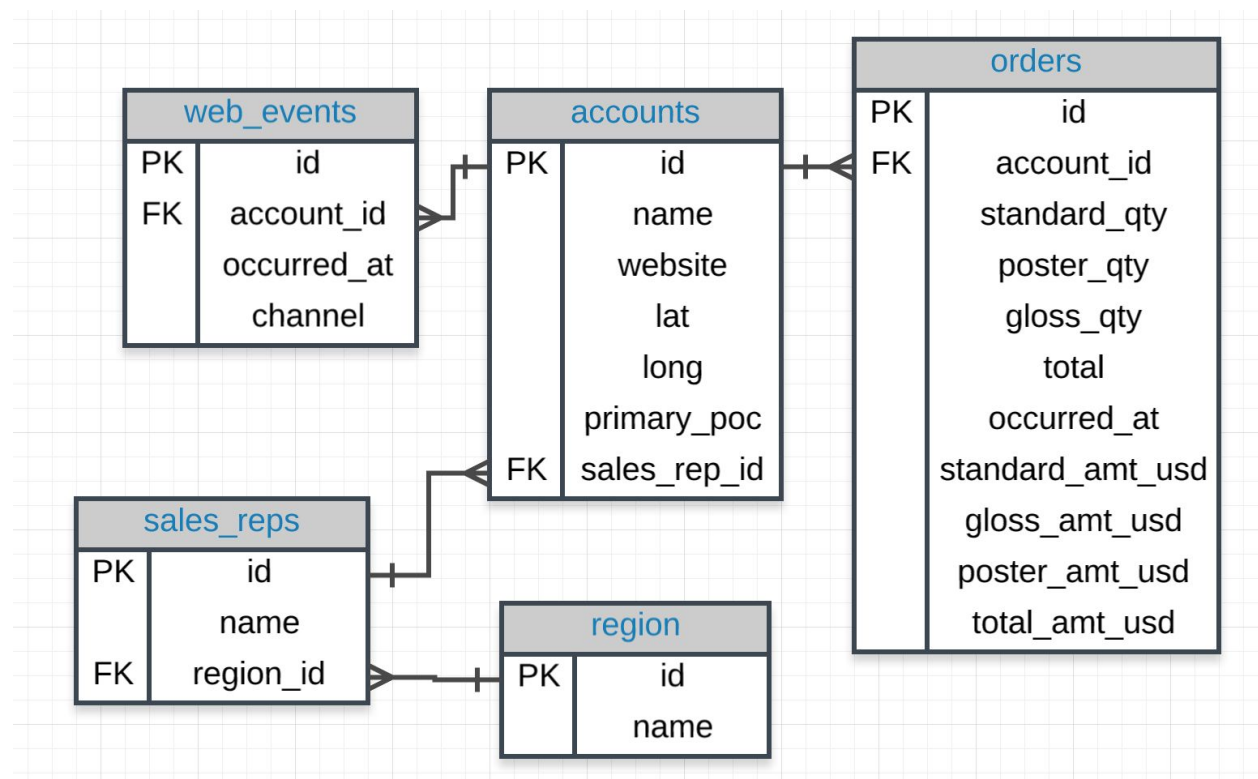 web_events
PK id
FK account_id
occurred_at
channel
accounts
PK id
name
website
lat
long
primary_poc
FK sales_rep_id
orders
PK id
FK account_id
standard_qty
poster_qty
gloss_qty
total
occurred_at
standard_amt_usd
gloss_amt_usd
poster_amt_usd
total_amt_usd
sales_reps
PK id
name
FK region_id
region
PK id
name